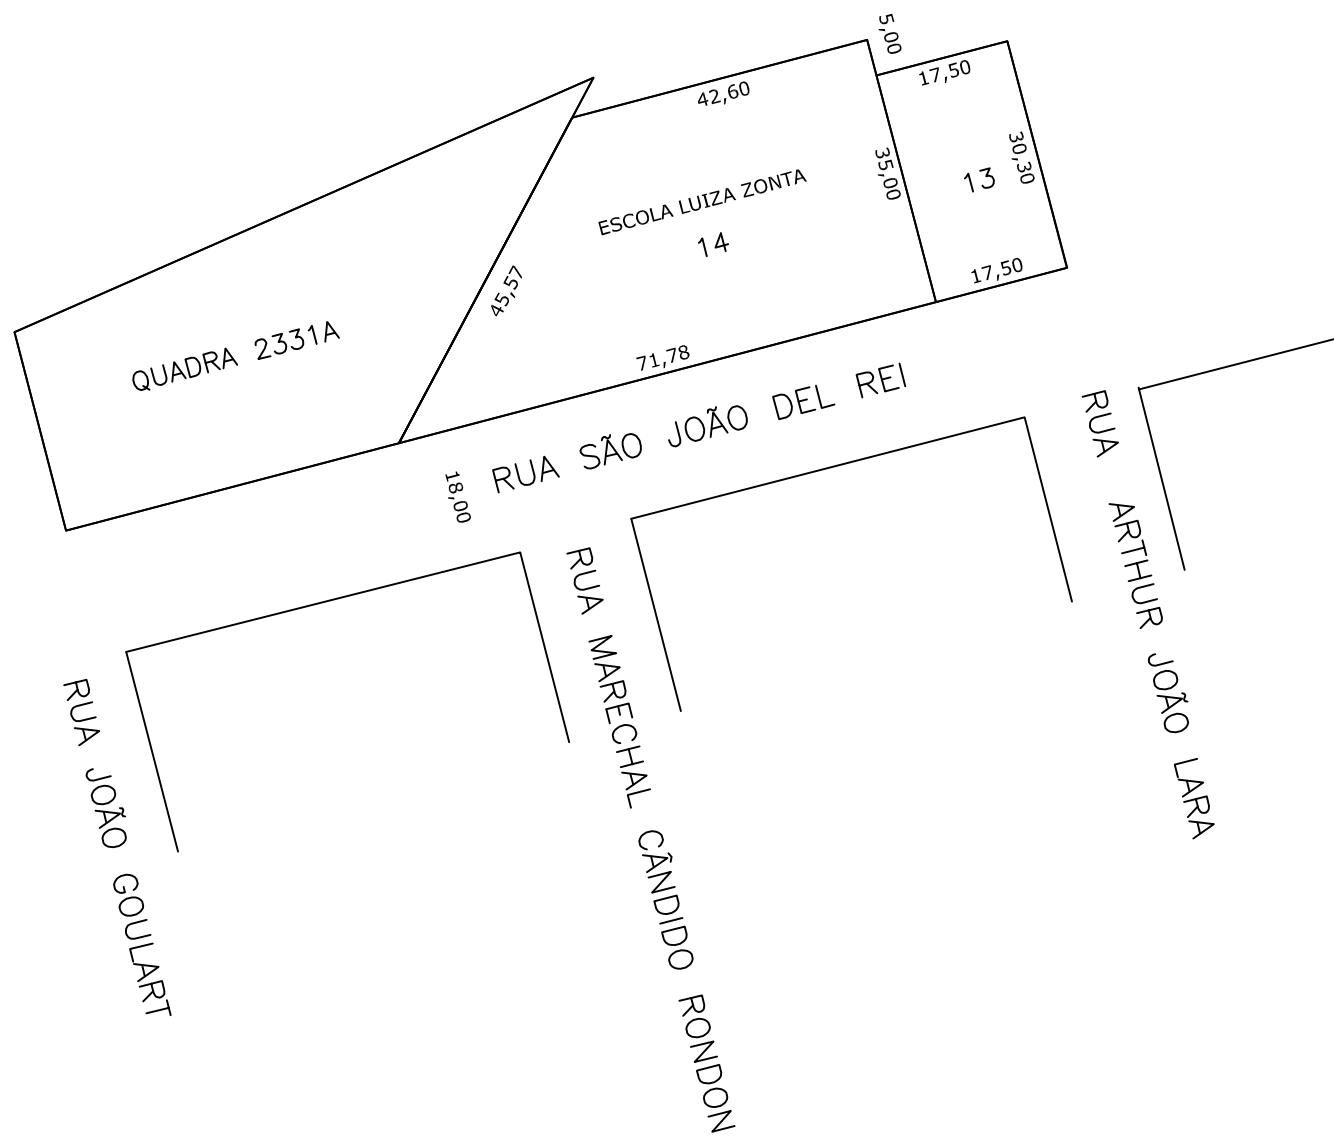 5,00
17,50
42,60
30,30
35,00
13
ESCOLA LUIZA ZONTA
14
17,50
45,57
QUADRA 2331A
71,78
RUA SÃO JOÃO DEL REI
18,00
RUA ARTHUR JOÃO LARA
RUA MARECHAL CÂNDIDO RONDON
RUA JOÃO GOULART